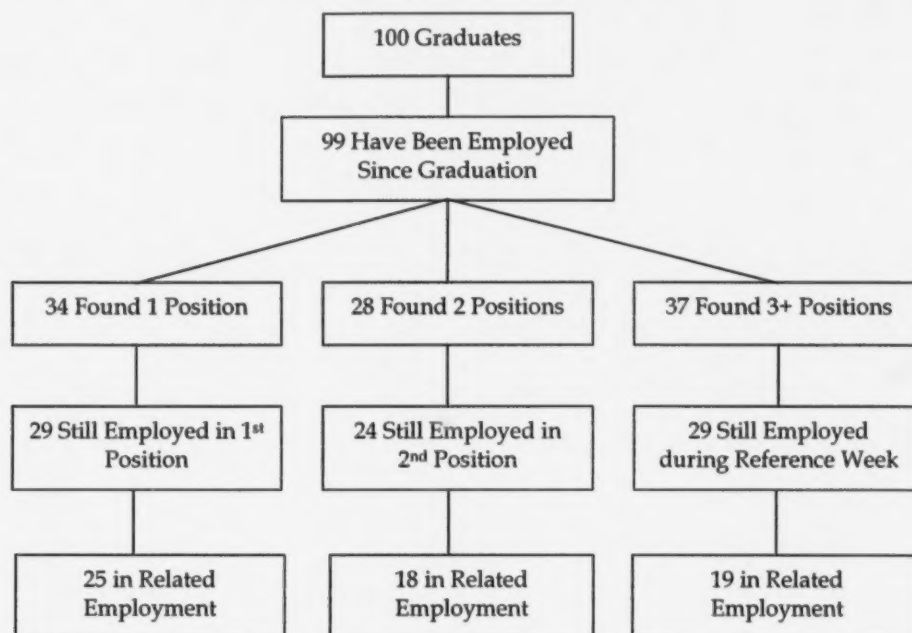 100 Graduates
99 Have Been Employed
Since Graduation
34 Found 1 Position
28 Found 2 Positions
37 Found 3+ Positions
29 Still Employed in 1st
Position
24 Still Employed in
2nd Position
29 Still Employed
during Reference Week
25 in Related
Employment
18 in Related
Employment
19 in Related
Employment